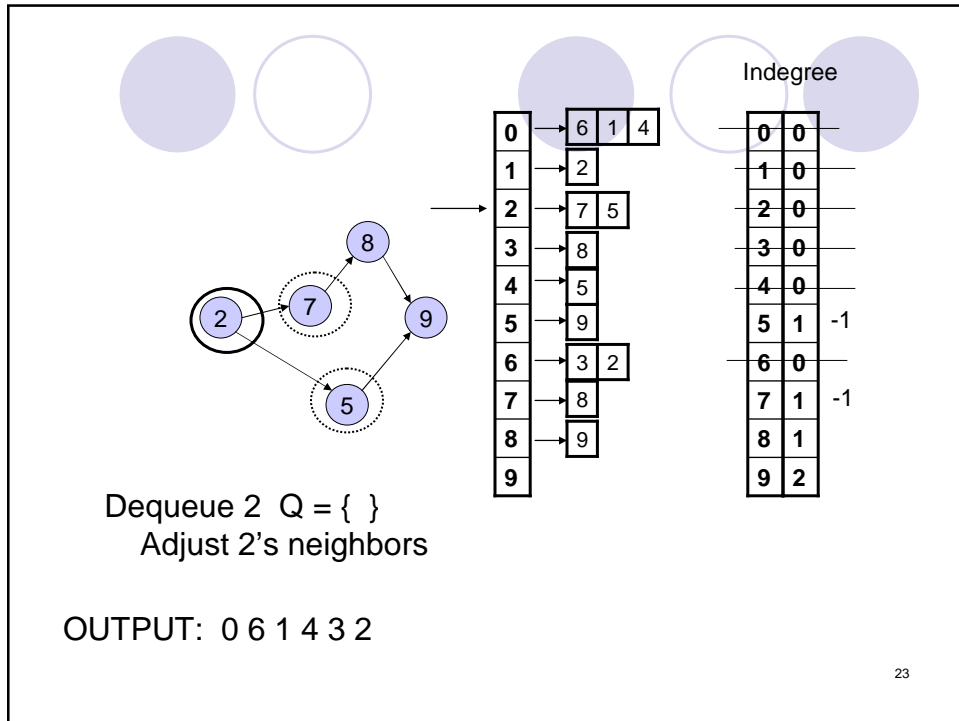 Indegree
0 6 1 4 0 0
1 2 1 0
2 7 5 2 0
3 8 3 0
4 5 4 0
5 9 5 1 -1
6 3 2 6 0
7 8 7 1 -1
8 9 8 1
9 9 2
8
7
2
9
5
Dequeue 2 Q = { }
Adjust 2's neighbors
OUTPUT: 0 6 1 4 3 2
23